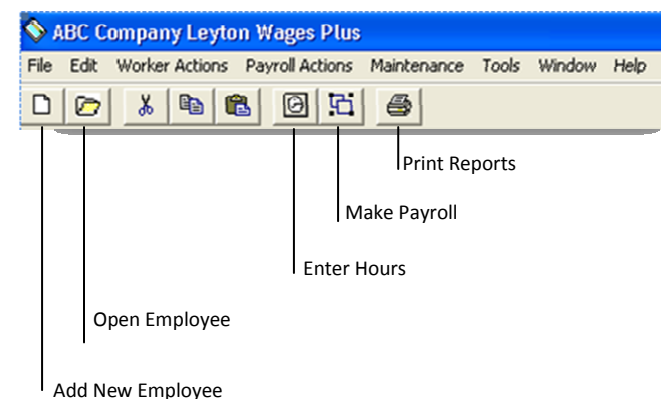 ABC Company Leyton Wages Plus
File Edit Worker Actions Payroll Actions Maintenance Tools Window Help
Print Reports
Make Payroll
Enter Hours
Open Employee
Add New Employee